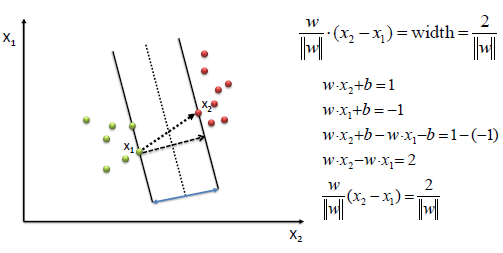 X₁
x₂
x₁
X₂
w/‖w‖ · (x₂ − x₁) = width = 2/‖w‖
w·x₂+b = 1
w·x₁+b = −1
w·x₂+b−w·x₁−b = 1−(−1)
w·x₂−w·x₁ = 2
w/‖w‖ (x₂ − x₁) = 2/‖w‖